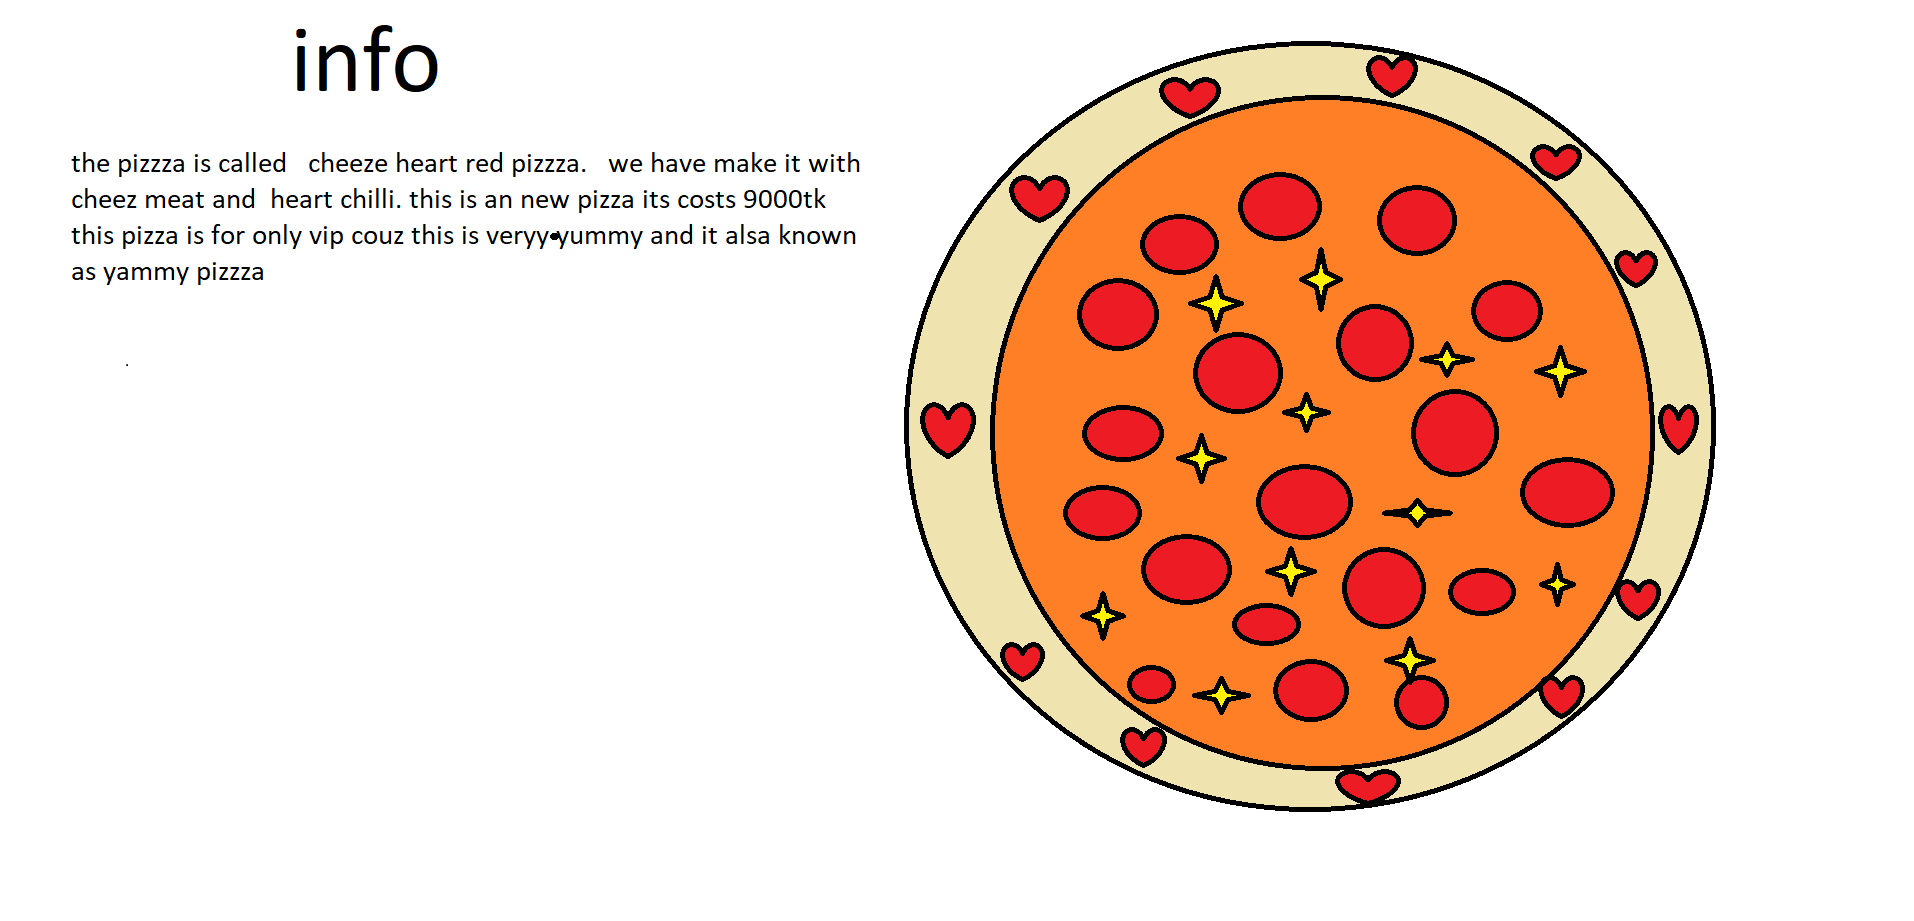 info
the pizzza is called cheeze heart red pizzza. we have make it with
cheez meat and heart chilli. this is an new pizza its costs 9000tk
this pizza is for only vip couz this is veryy yummy and it alsa known
as yammy pizzza